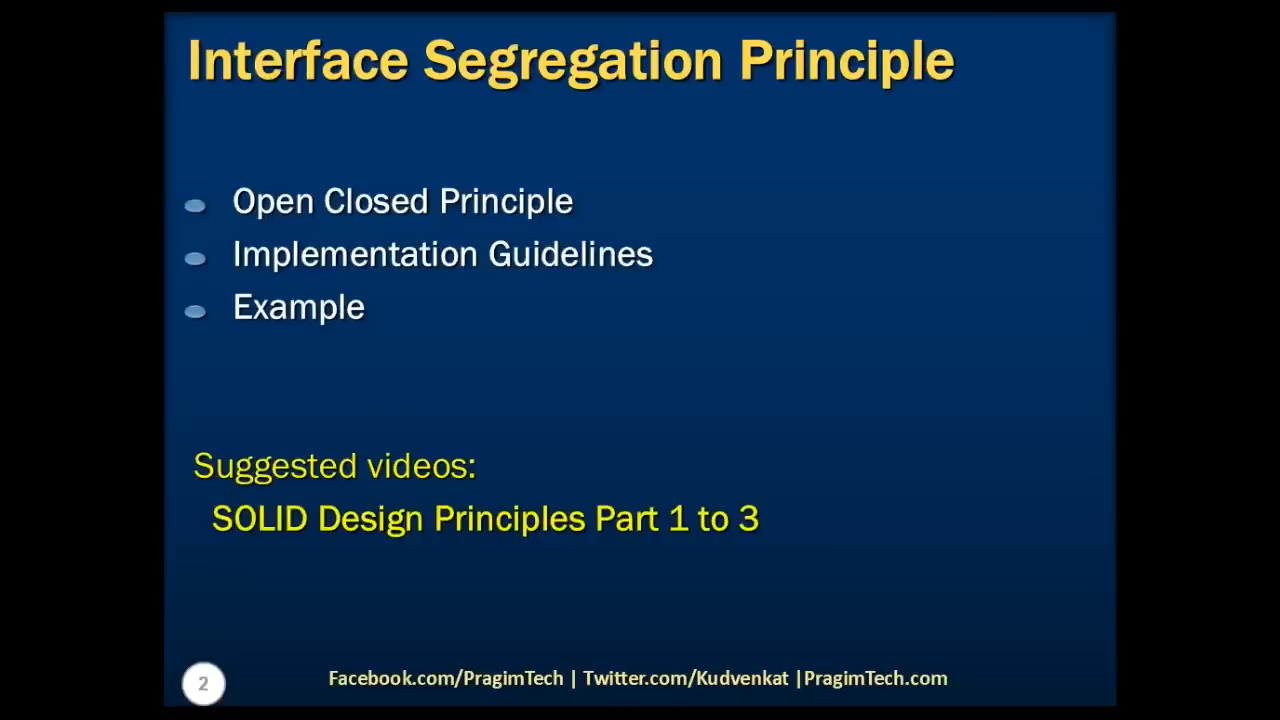 Interface Segregation Principle
Open Closed Principle
Implementation Guidelines
Example
Suggested videos:
SOLID Design Principles Part 1 to 3
2
Facebook.com/PragimTech | Twitter.com/Kudvenkat |PragimTech.com